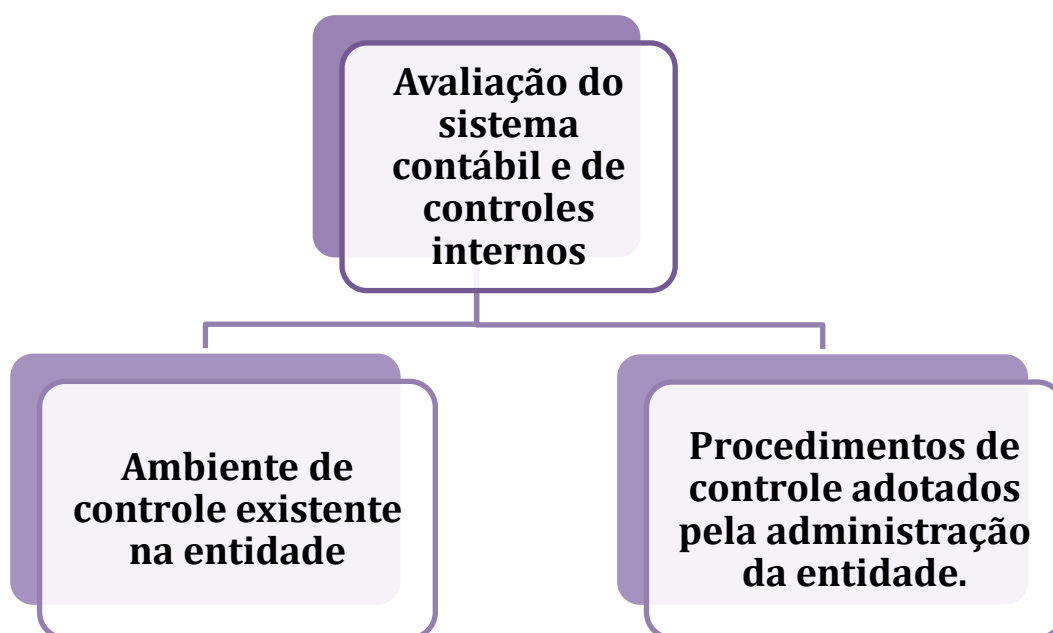 Avaliação do
sistema
contábil e de
controles
internos
Ambiente de
controle existente
na entidade
Procedimentos de
controle adotados
pela administração
da entidade.